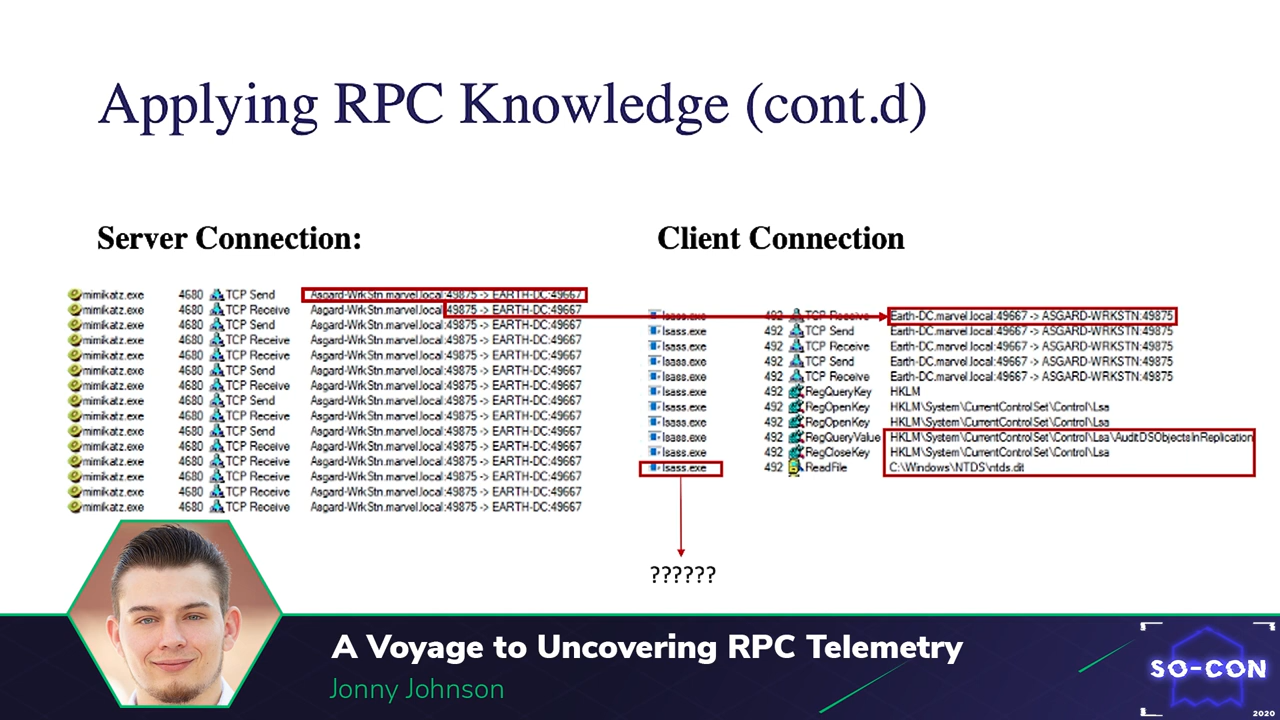 Applying RPC Knowledge (cont.d)
Server Connection:
mimikatz.exe 4680 TCP Send Asgard-WrkStn.marvel.local:49875 -> EARTH-DC:49667
mimikatz.exe 4680 TCP Receive Asgard-WrkStn.marvel.local:49875 -> EARTH-DC:49667
mimikatz.exe 4680 TCP Send Asgard-WrkStn.marvel.local:49875 -> EARTH-DC:49667
mimikatz.exe 4680 TCP Receive Asgard-WrkStn.marvel.local:49875 -> EARTH-DC:49667
mimikatz.exe 4680 TCP Receive Asgard-WrkStn.marvel.local:49875 -> EARTH-DC:49667
mimikatz.exe 4680 TCP Send Asgard-WrkStn.marvel.local:49875 -> EARTH-DC:49667
mimikatz.exe 4680 TCP Receive Asgard-WrkStn.marvel.local:49875 -> EARTH-DC:49667
mimikatz.exe 4680 TCP Send Asgard-WrkStn.marvel.local:49875 -> EARTH-DC:49667
mimikatz.exe 4680 TCP Receive Asgard-WrkStn.marvel.local:49875 -> EARTH-DC:49667
mimikatz.exe 4680 TCP Send Asgard-WrkStn.marvel.local:49875 -> EARTH-DC:49667
mimikatz.exe 4680 TCP Receive Asgard-WrkStn.marvel.local:49875 -> EARTH-DC:49667
mimikatz.exe 4680 TCP Receive Asgard-WrkStn.marvel.local:49875 -> EARTH-DC:49667
mimikatz.exe 4680 TCP Receive Asgard-WrkStn.marvel.local:49875 -> EARTH-DC:49667
mimikatz.exe 4680 TCP Receive Asgard-WrkStn.marvel.local:49875 -> EARTH-DC:49667
mimikatz.exe 4680 TCP Receive Asgard-WrkStn.marvel.local:49875 -> EARTH-DC:49667
Client Connection
lsass.exe 492 TCP Receive Earth-DC.marvel.local:49667 -> ASGARD-WRKSTN:49875
lsass.exe 492 TCP Send Earth-DC.marvel.local:49667 -> ASGARD-WRKSTN:49875
lsass.exe 492 TCP Receive Earth-DC.marvel.local:49667 -> ASGARD-WRKSTN:49875
lsass.exe 492 TCP Send Earth-DC.marvel.local:49667 -> ASGARD-WRKSTN:49875
lsass.exe 492 TCP Receive Earth-DC.marvel.local:49667 -> ASGARD-WRKSTN:49875
lsass.exe 492 RegQueryKey HKLM
lsass.exe 492 RegOpenKey HKLM\System\CurrentControlSet\Control\Lsa
lsass.exe 492 RegOpenKey HKLM\System\CurrentControlSet\Control\Lsa
lsass.exe 492 RegQueryValue HKLM\System\CurrentControlSet\Control\Lsa\AuditDSObjectsInReplication
lsass.exe 492 RegCloseKey HKLM\System\CurrentControlSet\Control\Lsa
lsass.exe 492 ReadFile C:\Windows\NTDS\ntds.dit
??????
A Voyage to Uncovering RPC Telemetry
Jonny Johnson
SO-CON
2020